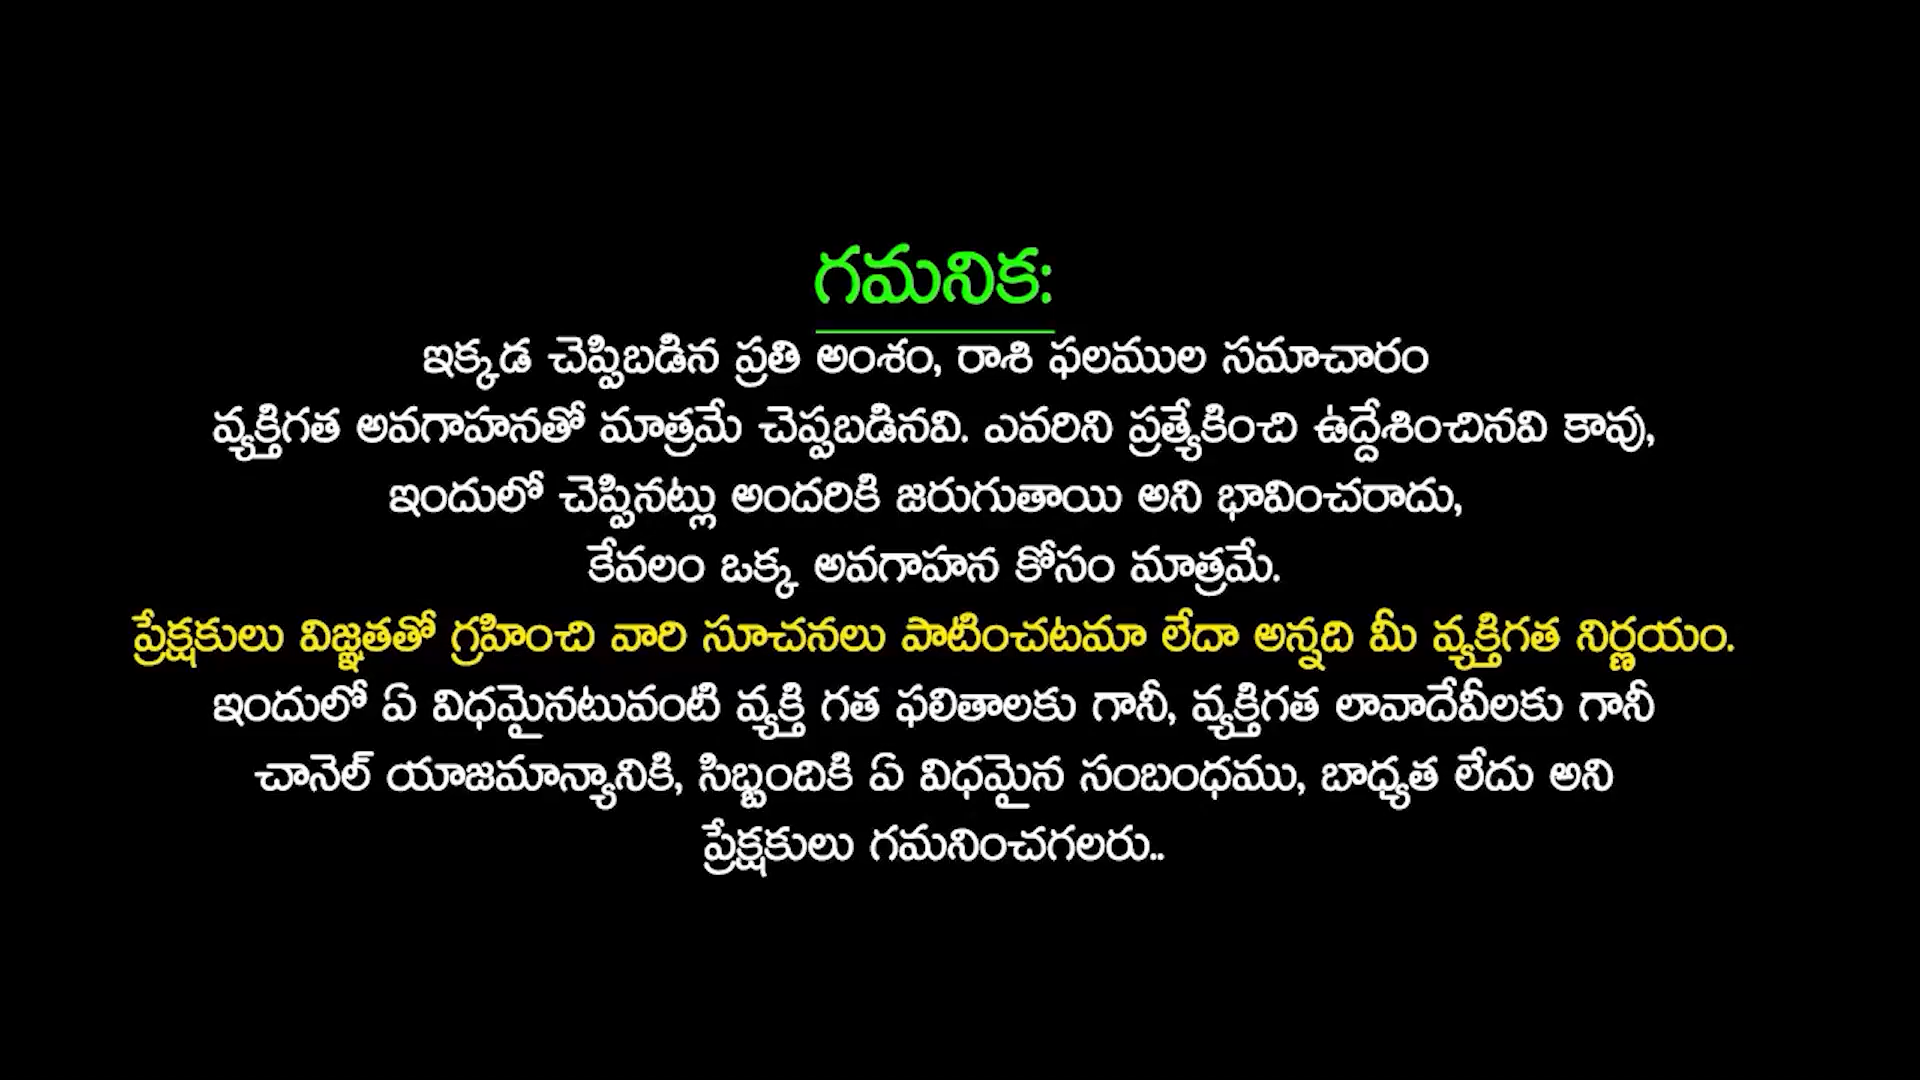 గమనిక:
ఇక్కడ చెప్పిబడిన ప్రతి అంశం, రాశి ఫలముల సమాచారం
వ్యక్తిగత అవగాహనతో మాత్రమే చెప్పబడినవి. ఎవరిని ప్రత్యేకించి ఉద్దేశించినవి కావు,
ఇందులో చెప్పినట్లు అందరికి జరుగుతాయి అని భావించరాదు,
కేవలం ఒక్క అవగాహన కోసం మాత్రమే.
ప్రేక్షకులు విజ్ఞతతో గ్రహించి వారి సూచనలు పాటించటమా లేదా అన్నది మీ వ్యక్తిగత నిర్ణయం.
ఇందులో ఏ విధమైనటువంటి వ్యక్తి గత ఫలితాలకు గానీ, వ్యక్తిగత లావాదేవీలకు గానీ
చానెల్ యాజమాన్యానికి, సిబ్బందికి ఏ విధమైన సంబంధము, బాధ్యత లేదు అని
ప్రేక్షకులు గమనించగలరు..